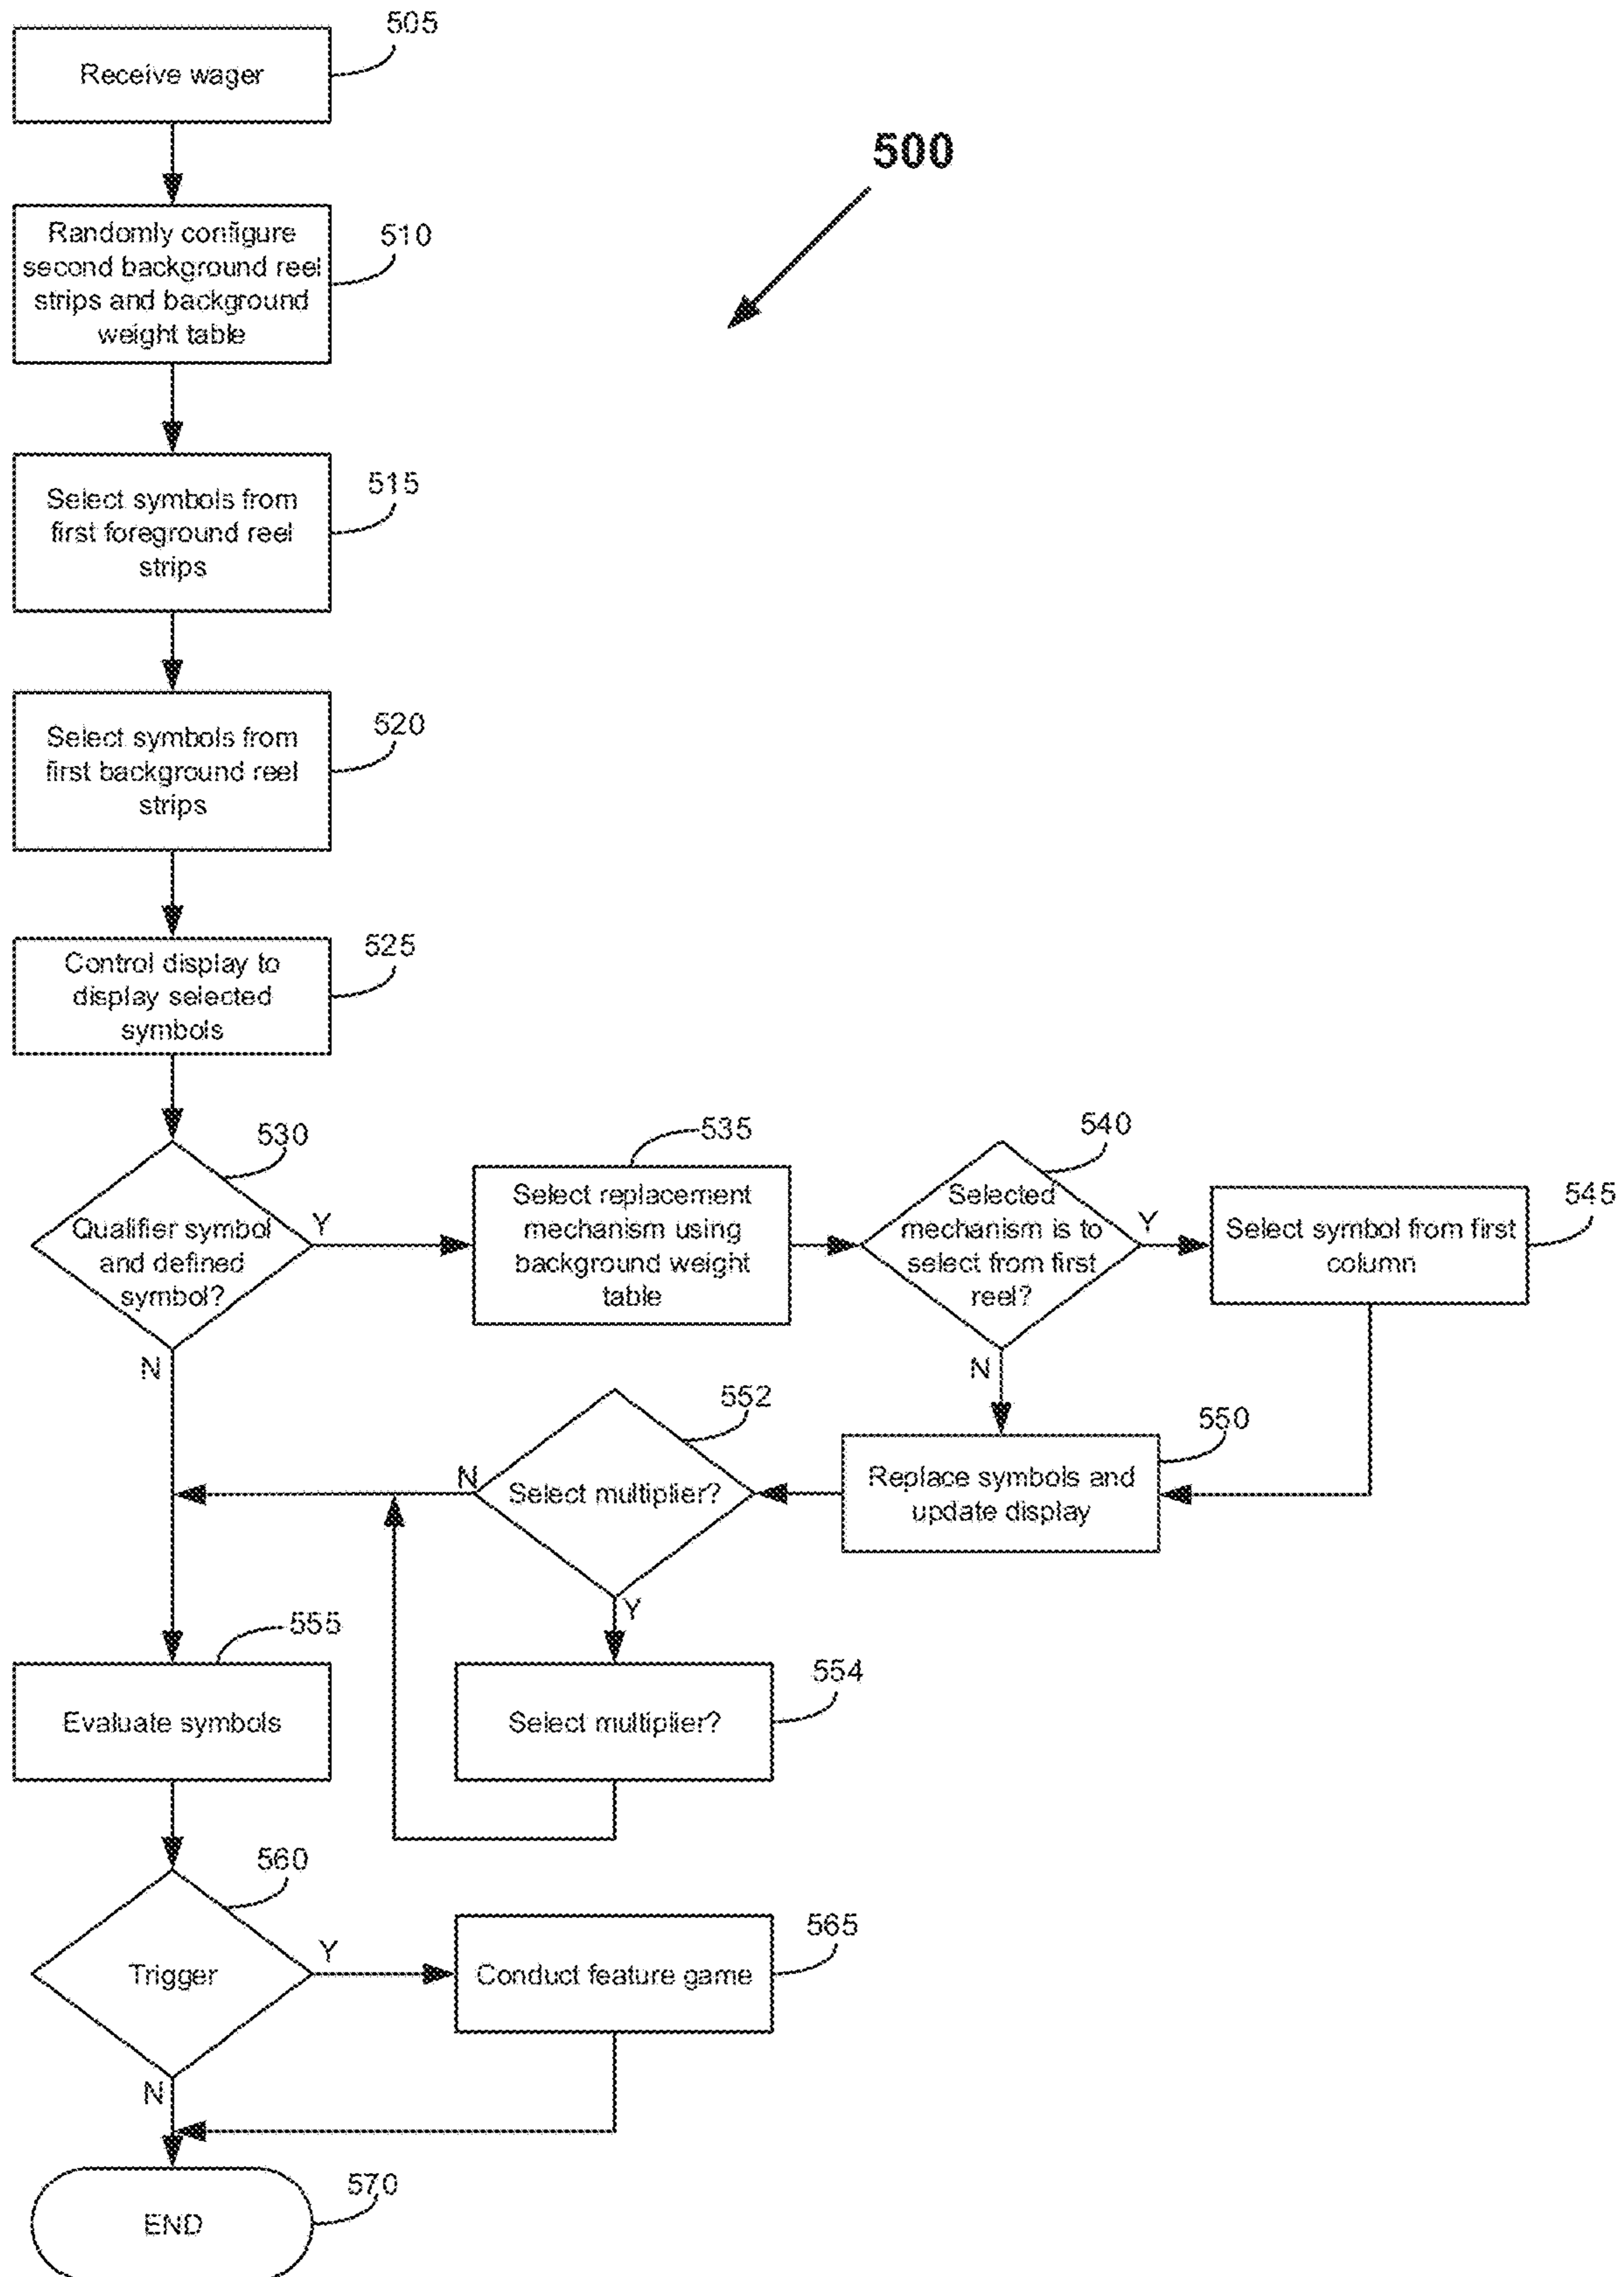 505
Receive wager
500
510
Randomly configure
second background reel
strips and background
weight table
515
Select symbols from
first foreground reel
strips
520
Select symbols from
first background reel
strips
525
Control display to
display selected
symbols
530
Qualifier symbol
and defined
symbol?
Y
N
535
Select replacement
mechanism using
background weight
table
540
Selected
mechanism is to
select from first
reel?
Y
N
545
Select symbol from first
column
550
Replace symbols and
update display
552
Select multiplier?
N
Y
554
Select multiplier?
555
Evaluate symbols
560
Trigger
Y
N
565
Conduct feature game
570
END